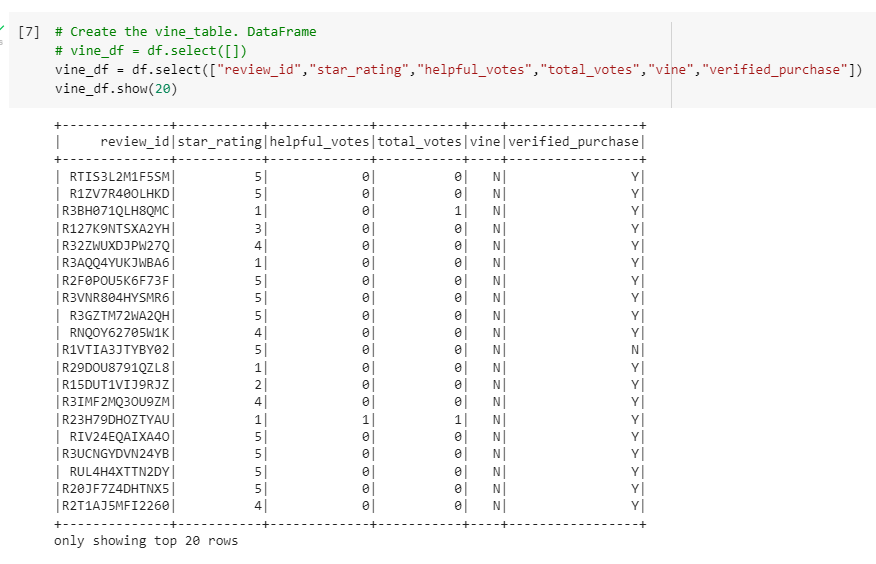 [7] # Create the vine_table. DataFrame
# vine_df = df.select([])
vine_df = df.select(["review_id","star_rating","helpful_votes","total_votes","vine","verified_purchase"])
vine_df.show(20)
+--------------+-----------+-------------+-----------+----+-----------------+
|     review_id|star_rating|helpful_votes|total_votes|vine|verified_purchase|
+--------------+-----------+-------------+-----------+----+-----------------+
| RTIS3L2M1F5SM|          5|            0|          0|   N|                Y|
| R1ZV7R40OLHKD|          5|            0|          0|   N|                Y|
|R3BH071QLH8QMC|          1|            0|          1|   N|                Y|
|R127K9NTSXA2YH|          3|            0|          0|   N|                Y|
|R32ZWUXDJPW27Q|          4|            0|          0|   N|                Y|
|R3AQQ4YUKJWBA6|          1|            0|          0|   N|                Y|
|R2F0POU5K6F73F|          5|            0|          0|   N|                Y|
|R3VNR804HYSMR6|          5|            0|          0|   N|                Y|
| R3GZTM72WA2QH|          5|            0|          0|   N|                Y|
| RNQOY62705W1K|          4|            0|          0|   N|                Y|
|R1VTIA3JTYBY02|          5|            0|          0|   N|                N|
|R29DOU8791QZL8|          1|            0|          0|   N|                Y|
|R15DUT1VIJ9RJZ|          2|            0|          0|   N|                Y|
|R3IMF2MQ3OU9ZM|          4|            0|          0|   N|                Y|
|R23H79DHOZTYAU|          1|            1|          1|   N|                Y|
| RIV24EQAIXA4O|          5|            0|          0|   N|                Y|
|R3UCNGYDVN24YB|          5|            0|          0|   N|                Y|
| RUL4H4XTTN2DY|          5|            0|          0|   N|                Y|
|R20JF7Z4DHTNX5|          5|            0|          0|   N|                Y|
|R2T1AJ5MFI2260|          4|            0|          0|   N|                Y|
+--------------+-----------+-------------+-----------+----+-----------------+
only showing top 20 rows